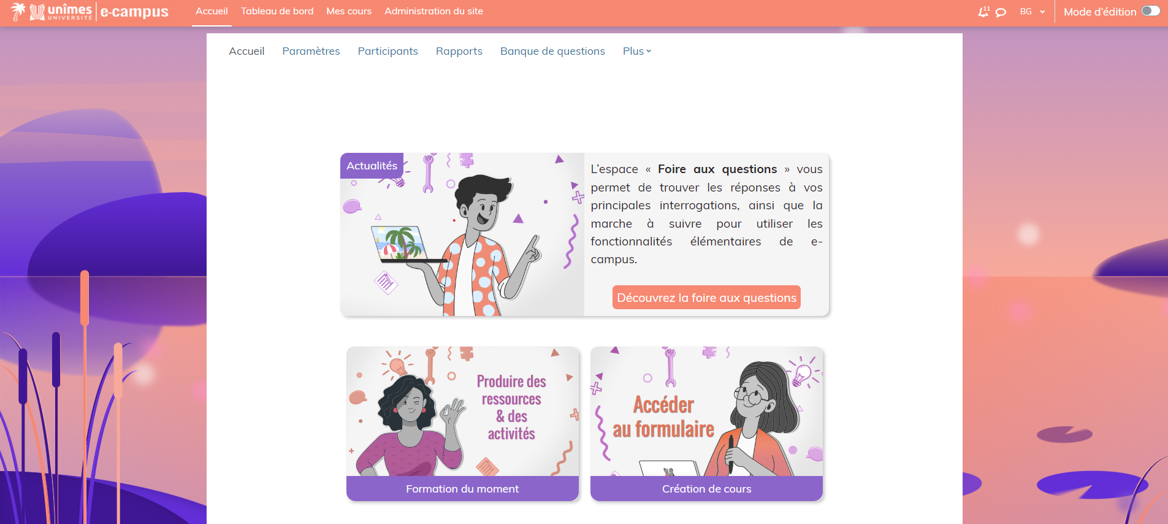 unîmes
UNIVERSITÉ
e-campus
Accueil
Tableau de bord
Mes cours
Administration du site
11
BG
Mode d'édition
Accueil
Paramètres
Participants
Rapports
Banque de questions
Plus
Actualités
L'espace « Foire aux questions » vous
permet de trouver les réponses à vos
principales interrogations, ainsi que la
marche à suivre pour utiliser les
fonctionnalités élémentaires de e-
campus.
Découvrez la foire aux questions
Produire des
ressources
& des
activités
Formation du moment
Accéder
au formulaire
Création de cours